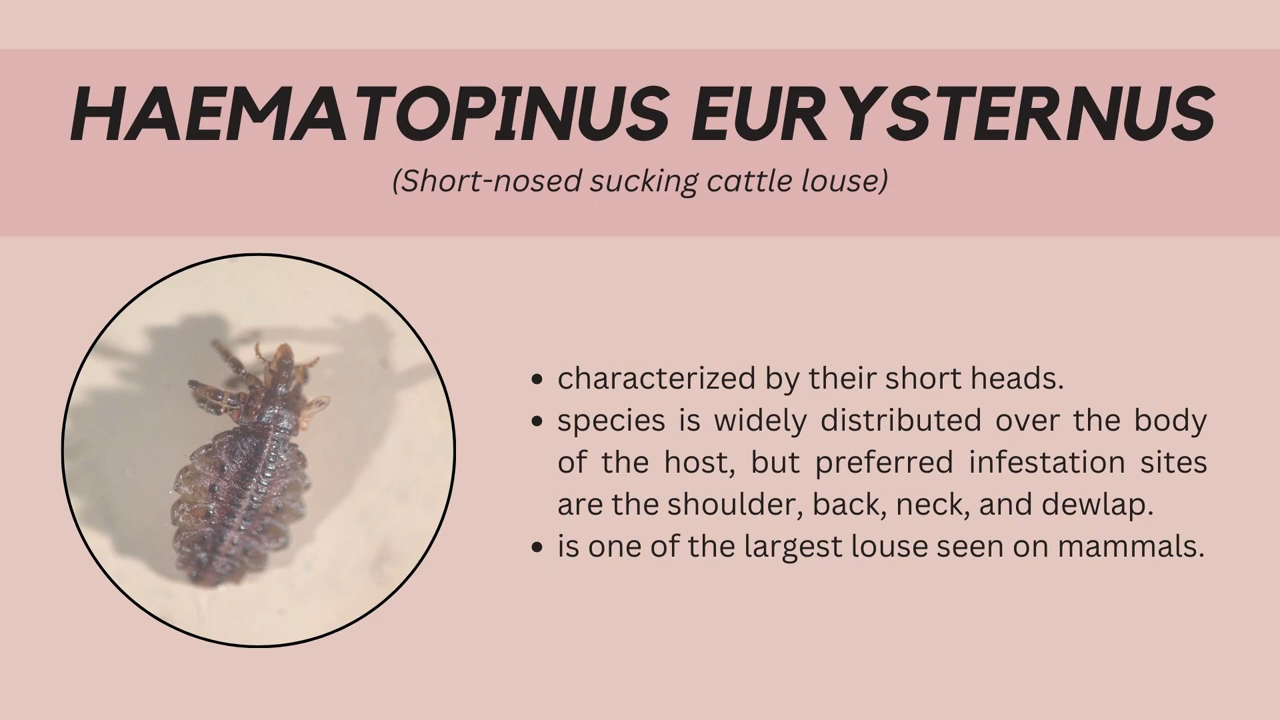 HAEMATOPINUS EURYSTERNUS
(Short-nosed sucking cattle louse)
• characterized by their short heads.
• species is widely distributed over the body
of the host, but preferred infestation sites
are the shoulder, back, neck, and dewlap.
• is one of the largest louse seen on mammals.